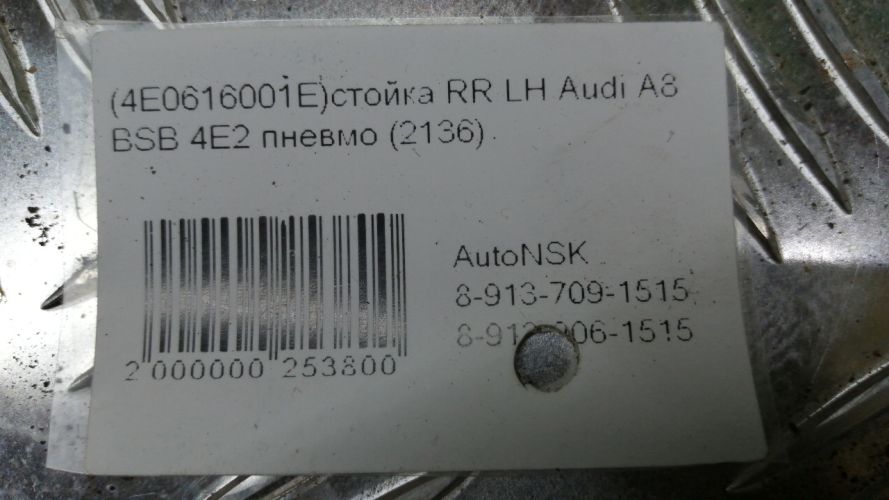 (4E0616001E)стойка RR LH Audi A8
BSB 4E2 пневмо (2136)
AutoNSK
8-913-709-1515
2 000000 253800